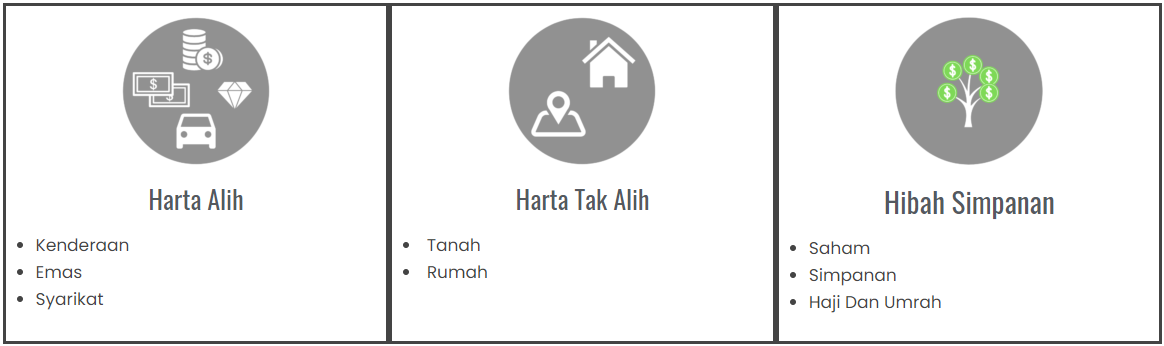 Harta Alih
Kenderaan
Emas
Syarikat
Harta Tak Alih
Tanah
Rumah
Hibah Simpanan
Saham
Simpanan
Haji Dan Umrah